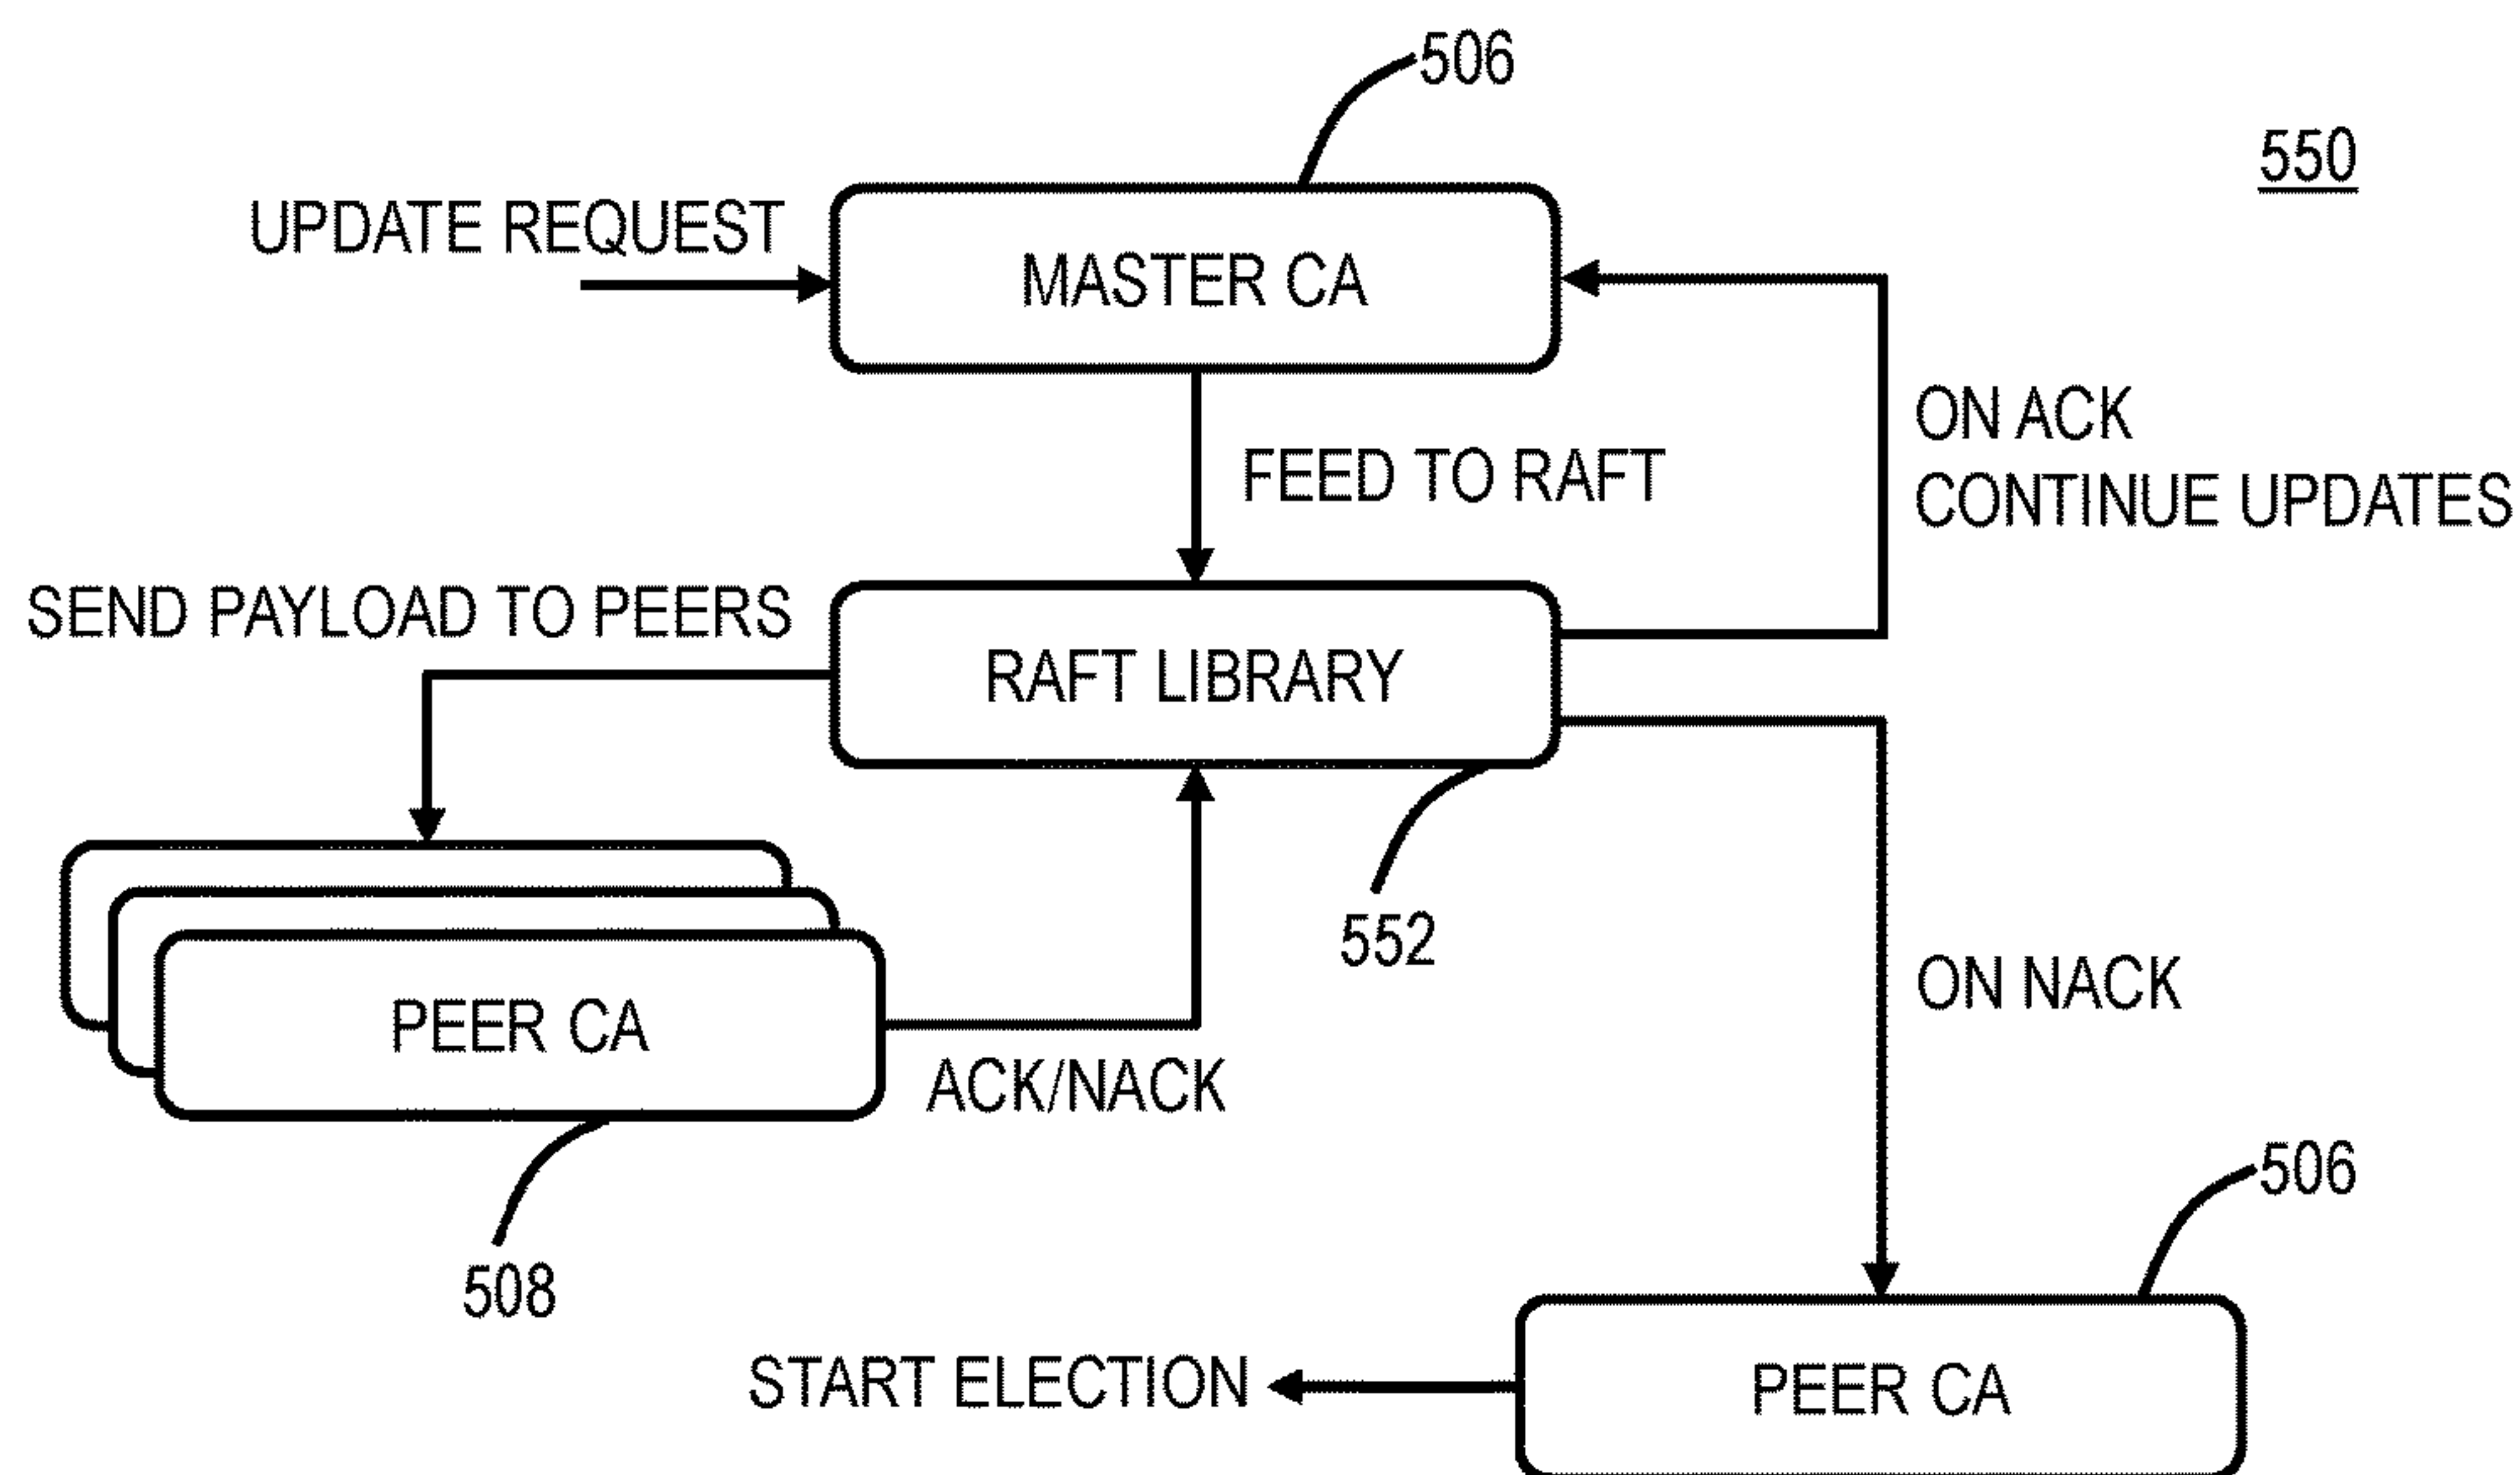 506
550
UPDATE REQUEST
MASTER CA
ON ACK
CONTINUE UPDATES
FEED TO RAFT
SEND PAYLOAD TO PEERS
RAFT LIBRARY
552
ON NACK
PEER CA
ACK/NACK
508
506
START ELECTION
PEER CA